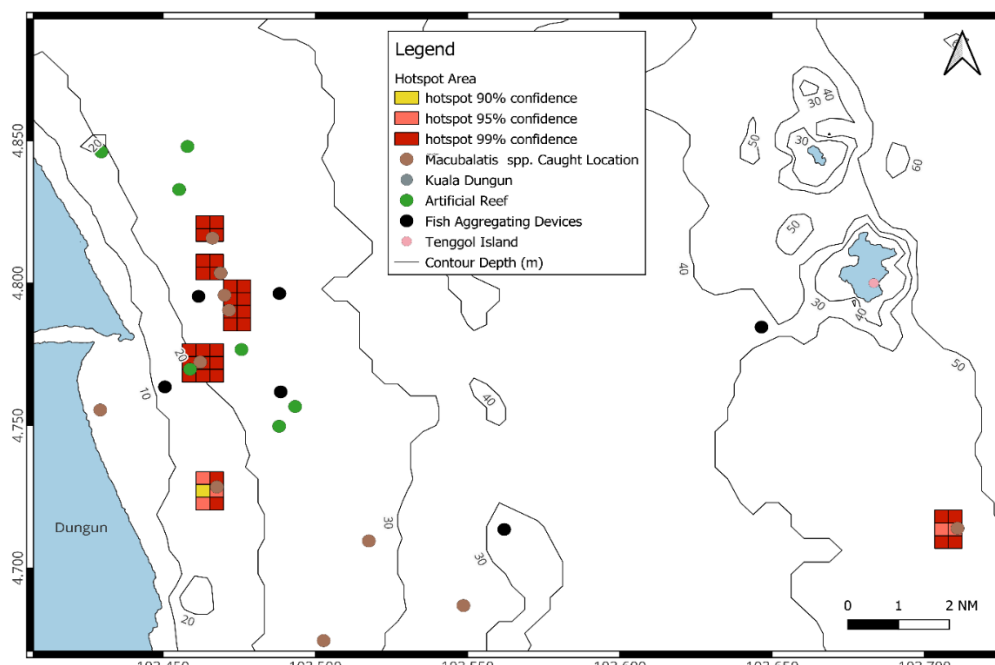 Legend
Hotspot Area
hotspot 90% confidence
hotspot 95% confidence
hotspot 99% confidence
Macubalatis spp. Caught Location
Kuala Dungun
Artificial Reef
Fish Aggregating Devices
Tenggol Island
Contour Depth (m)
4.850
4.800
4.750
4.700
20
40
30
50
30
60
50
40
30
40
50
20
10
40
Dungun
30
30
20
0 1 2 NM